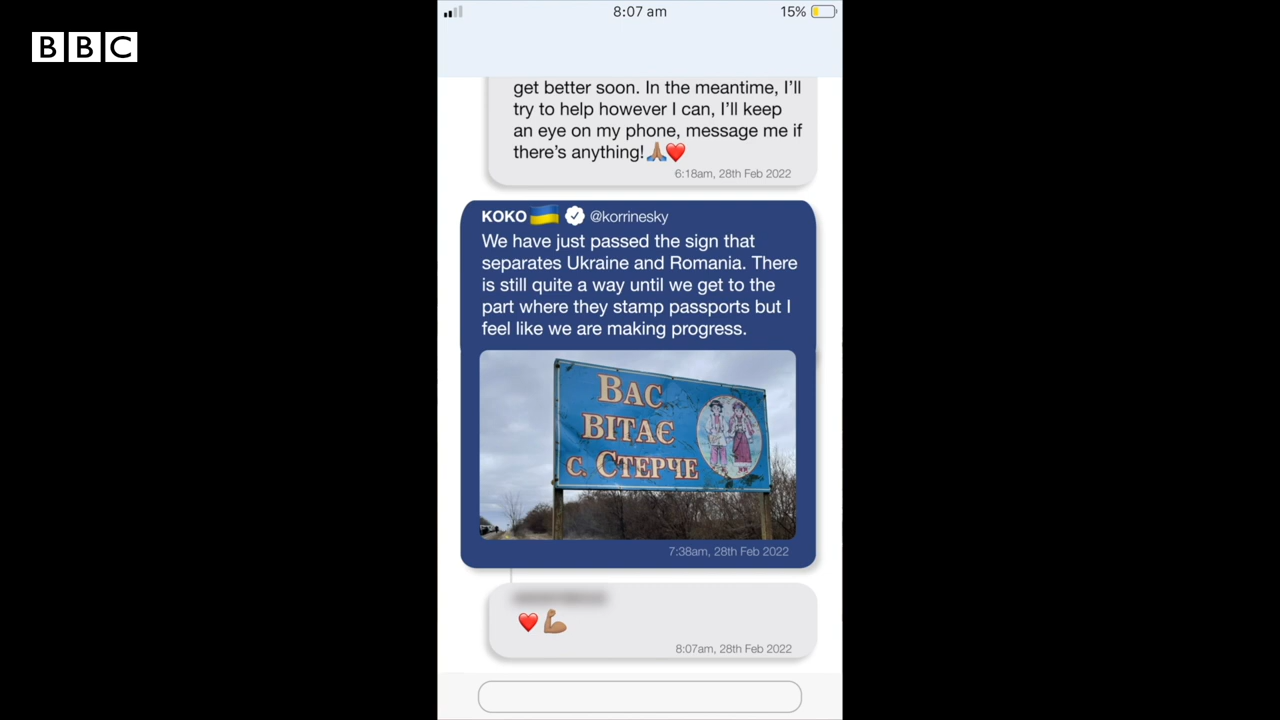 BBC
8:07 am
15%
get better soon. In the meantime, I'll
try to help however I can, I'll keep
an eye on my phone, message me if
there's anything!🙏🏽❤️
6:18am, 28th Feb 2022
KOKO 🇺🇦 @korrinesky
We have just passed the sign that
separates Ukraine and Romania. There
is still quite a way until we get to the
part where they stamp passports but I
feel like we are making progress.
ВАС
ВІТАЄ
с. СТЕРЧЕ
7:38am, 28th Feb 2022
❤️💪🏽
8:07am, 28th Feb 2022